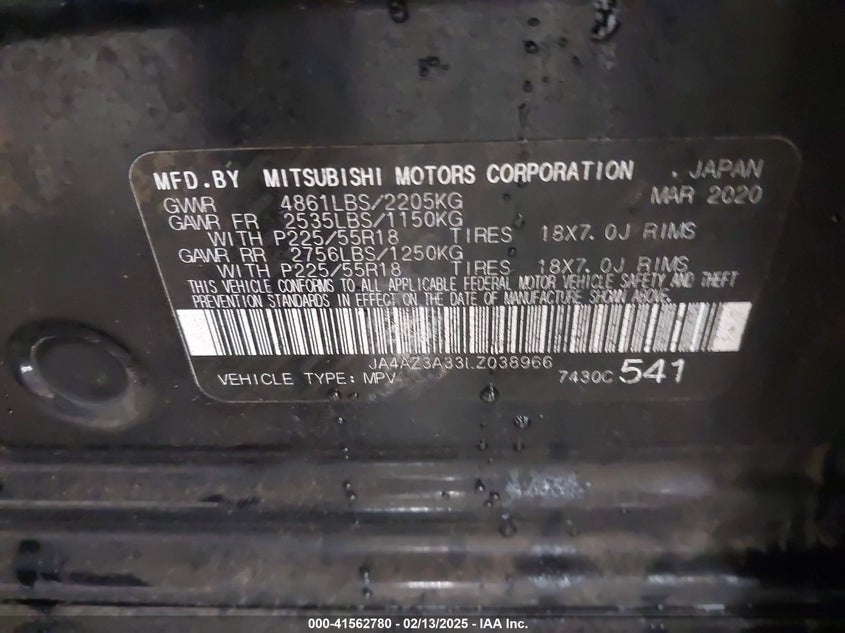 MFD.BY MITSUBISHI MOTORS CORPORATION . JAPAN
GVWR 4861LBS/2205KG MAR 2020
GAWR FR 2535LBS/1150KG
WITH P225/55R18 TIRES 18X7.0J RIMS
GAWR RR 2756LBS/1250KG
WITH P225/55R18 TIRES 18X7.0J RIMS
THIS VEHICLE CONFORMS TO ALL APPLICABLE FEDERAL MOTOR VEHICLE SAFETY AND THEFT
PREVENTION STANDARDS IN EFFECT ON THE DATE OF MANUFACTURE SHOWN ABOVE.
JA4AZ3A33LZ038966
VEHICLE TYPE: MPV 7430C 541
000-41562780 — 02/13/2025 — IAA Inc.